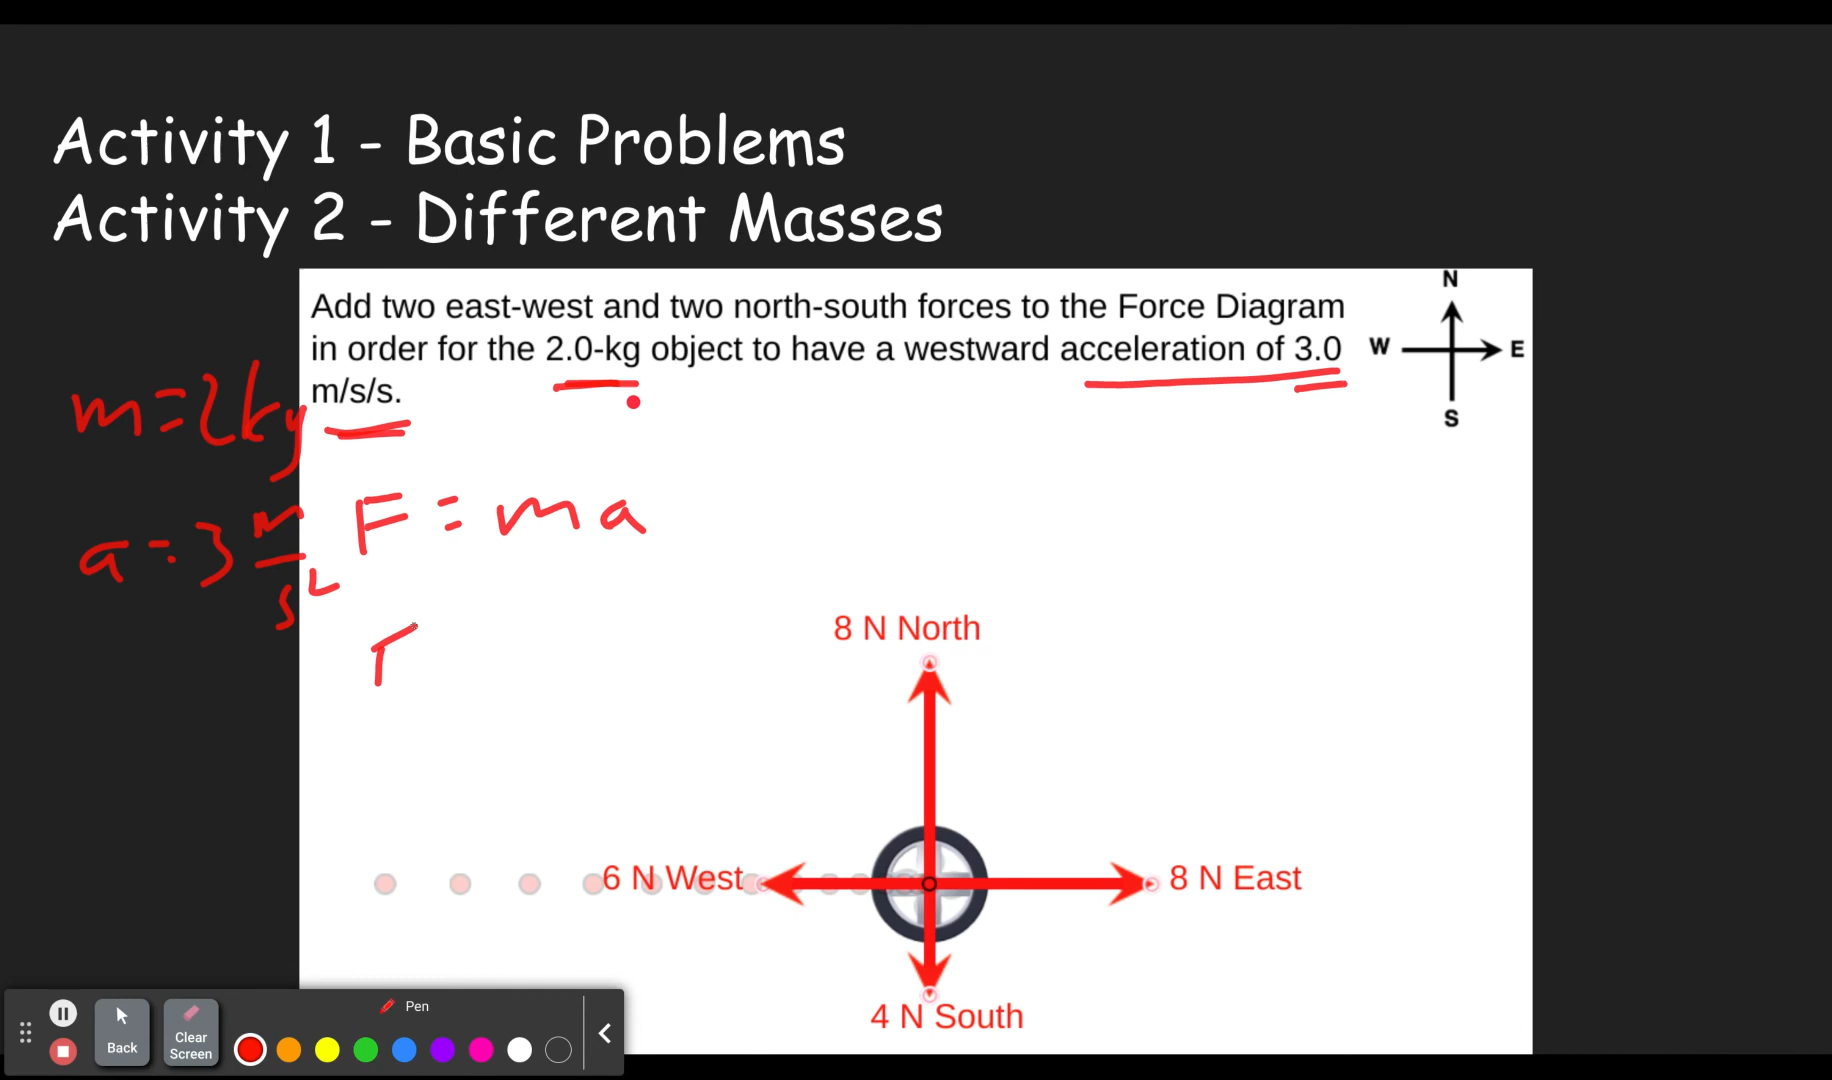 Activity 1 - Basic Problems
Activity 2 - Different Masses
Add two east-west and two north-south forces to the Force Diagram
in order for the 2.0-kg object to have a westward acceleration of 3.0
m/s/s.
N
W
E
S
m=2kg
a=3 m/s²
F=ma
8 N North
6 N West
8 N East
4 N South
Back
Clear
Screen
Pen